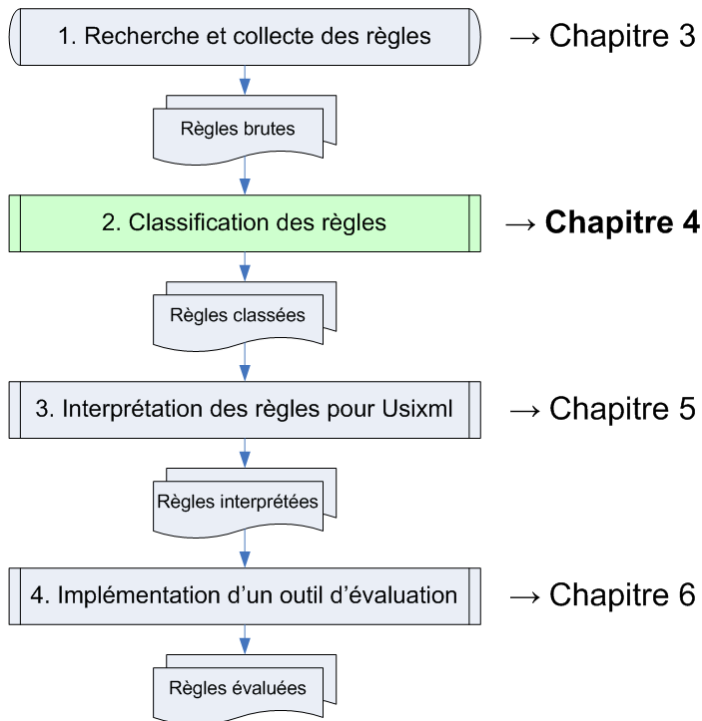 1. Recherche et collecte des règles → Chapitre 3
Règles brutes
2. Classification des règles → Chapitre 4
Règles classées
3. Interprétation des règles pour Usixml → Chapitre 5
Règles interprétées
4. Implémentation d'un outil d'évaluation → Chapitre 6
Règles évaluées